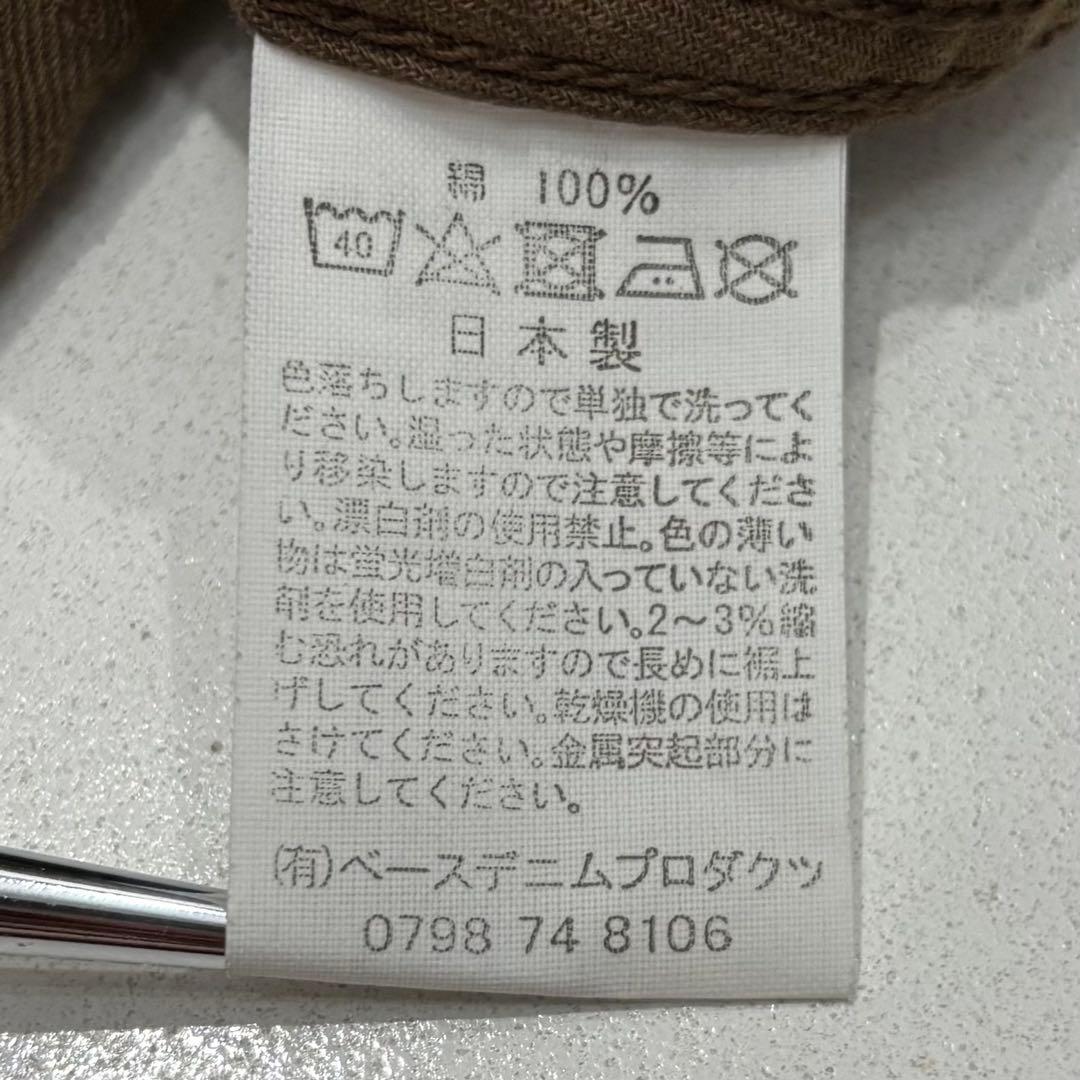 綿 100%
40
日本製
色落ちしますので単独で洗ってく
ださい。湿った状態や摩擦等によ
り移染しますので注意してくださ
い。漂白剤の使用禁止。色の薄い
物は蛍光増白剤の入っていない洗
剤を使用してください。2〜3%縮
む恐れがありますので長めに裾上
げしてください。乾燥機の使用は
さけてください。金属突起部分に
注意してください。
(有)ベースデニムプロダクツ
0798 74 8106